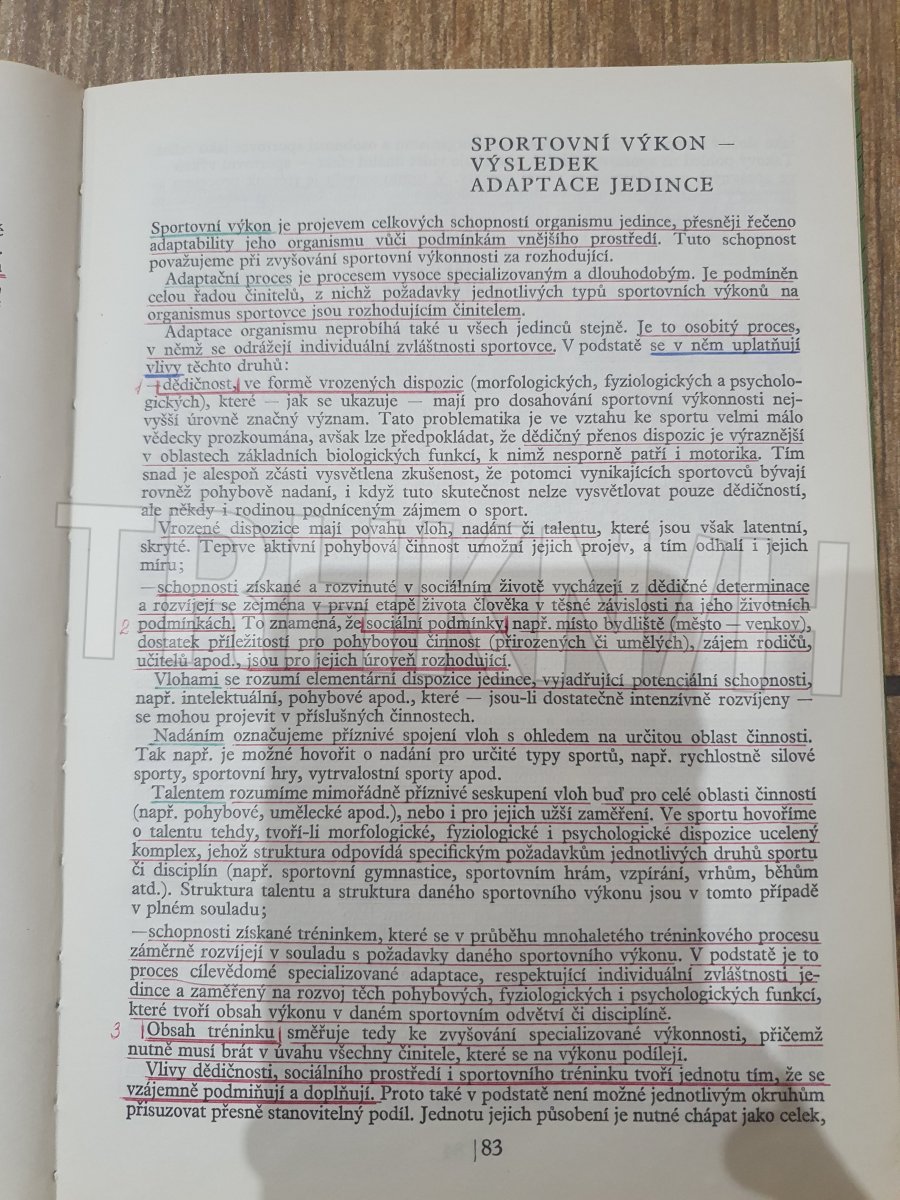 SPORTOVNÍ VÝKON –
VÝSLEDEK
ADAPTACE JEDINCE
Sportovní výkon je projevem celkových schopností organismu jedince, přesněji řečeno
adaptability jeho organismu vůči podmínkám vnějšího prostředí. Tuto schopnost
považujeme při zvyšování sportovní výkonnosti za rozhodující.
Adaptační proces je procesem vysoce specializovaným a dlouhodobým. Je podmíněn
celou řadou činitelů, z nichž požadavky jednotlivých typů sportovních výkonů na
organismus sportovce jsou rozhodujícím činitelem.
Adaptace organismu neprobíhá také u všech jedinců stejně. Je to osobitý proces,
v němž se odrážejí individuální zvláštnosti sportovce. V podstatě se v něm uplatňují
vlivy těchto druhů:
1 — dědičnost, ve formě vrozených dispozic (morfologických, fyziologických a psycholo-
gických), které — jak se ukazuje — mají pro dosahování sportovní výkonnosti nej-
vyšší úrovně značný význam. Tato problematika je ve vztahu ke sportu velmi málo
vědecky prozkoumána, avšak lze předpokládat, že dědičný přenos dispozic je výraznější
v oblastech základních biologických funkcí, k nimž nesporně patří i motorika. Tím
snad je alespoň zčásti vysvětlena zkušenost, že potomci vynikajících sportovců bývají
rovněž pohybově nadaní, i když tuto skutečnost nelze vysvětlovat pouze dědičností,
ale někdy i rodinou podníceným zájmem o sport.
Vrozené dispozice mají povahu vloh, nadání či talentu, které jsou však latentní,
skryté. Teprve aktivní pohybová činnost umožní jejich projev, a tím odhalí i jejich
míru;
—schopnosti získané a rozvinuté v sociálním životě vycházejí z dědičné determinace
a rozvíjejí se zejména v první etapě života člověka v těsné závislosti na jeho životních
2 podmínkách. To znamená, že sociální podmínky např. místo bydliště (město — venkov),
dostatek příležitostí pro pohybovou činnost (přirozených či umělých), zájem rodičů,
učitelů apod., jsou pro jejich úroveň rozhodující.
Vlohami se rozumí elementární dispozice jedince, vyjadřující potenciální schopnosti,
např. intelektuální, pohybové apod., které — jsou-li dostatečně intenzívně rozvíjeny —
se mohou projevit v příslušných činnostech.
Nadáním označujeme příznivé spojení vloh s ohledem na určitou oblast činnosti.
Tak např. je možné hovořit o nadání pro určité typy sportů, např. rychlostně silové
sporty, sportovní hry, vytrvalostní sporty apod.
Talentem rozumíme mimořádně příznivé seskupení vloh buď pro celé oblasti činností
(např. pohybové, umělecké apod.), nebo i pro jejich užší zaměření. Ve sportu hovoříme
o talentu tehdy, tvoří-li morfologické, fyziologické i psychologické dispozice ucelený
komplex, jehož struktura odpovídá specifickým požadavkům jednotlivých druhů sportu
či disciplín (např. sportovní gymnastice, sportovním hrám, vzpírání, vrhům, běhům
atd.). Struktura talentu a struktura daného sportovního výkonu jsou v tomto případě
v plném souladu;
—schopnosti získané tréninkem, které se v průběhu mnohaletého tréninkového procesu
záměrně rozvíjejí v souladu s požadavky daného sportovního výkonu. V podstatě je to
proces cílevědomé specializované adaptace, respektující individuální zvláštnosti je-
dince a zaměřený na rozvoj těch pohybových, fyziologických i psychologických funkcí,
které tvoří obsah výkonu v daném sportovním odvětví či disciplíně.
3 Obsah tréninku směřuje tedy ke zvyšování specializované výkonnosti, přičemž
nutně musí brát v úvahu všechny činitele, které se na výkonu podílejí.
Vlivy dědičnosti, sociálního prostředí i sportovního tréninku tvoří jednotu tím, že se
vzájemně podmiňují a doplňují. Proto také v podstatě není možné jednotlivým okruhům
přisuzovat přesně stanovitelný podíl. Jednotu jejich působení je nutné chápat jako celek,
83